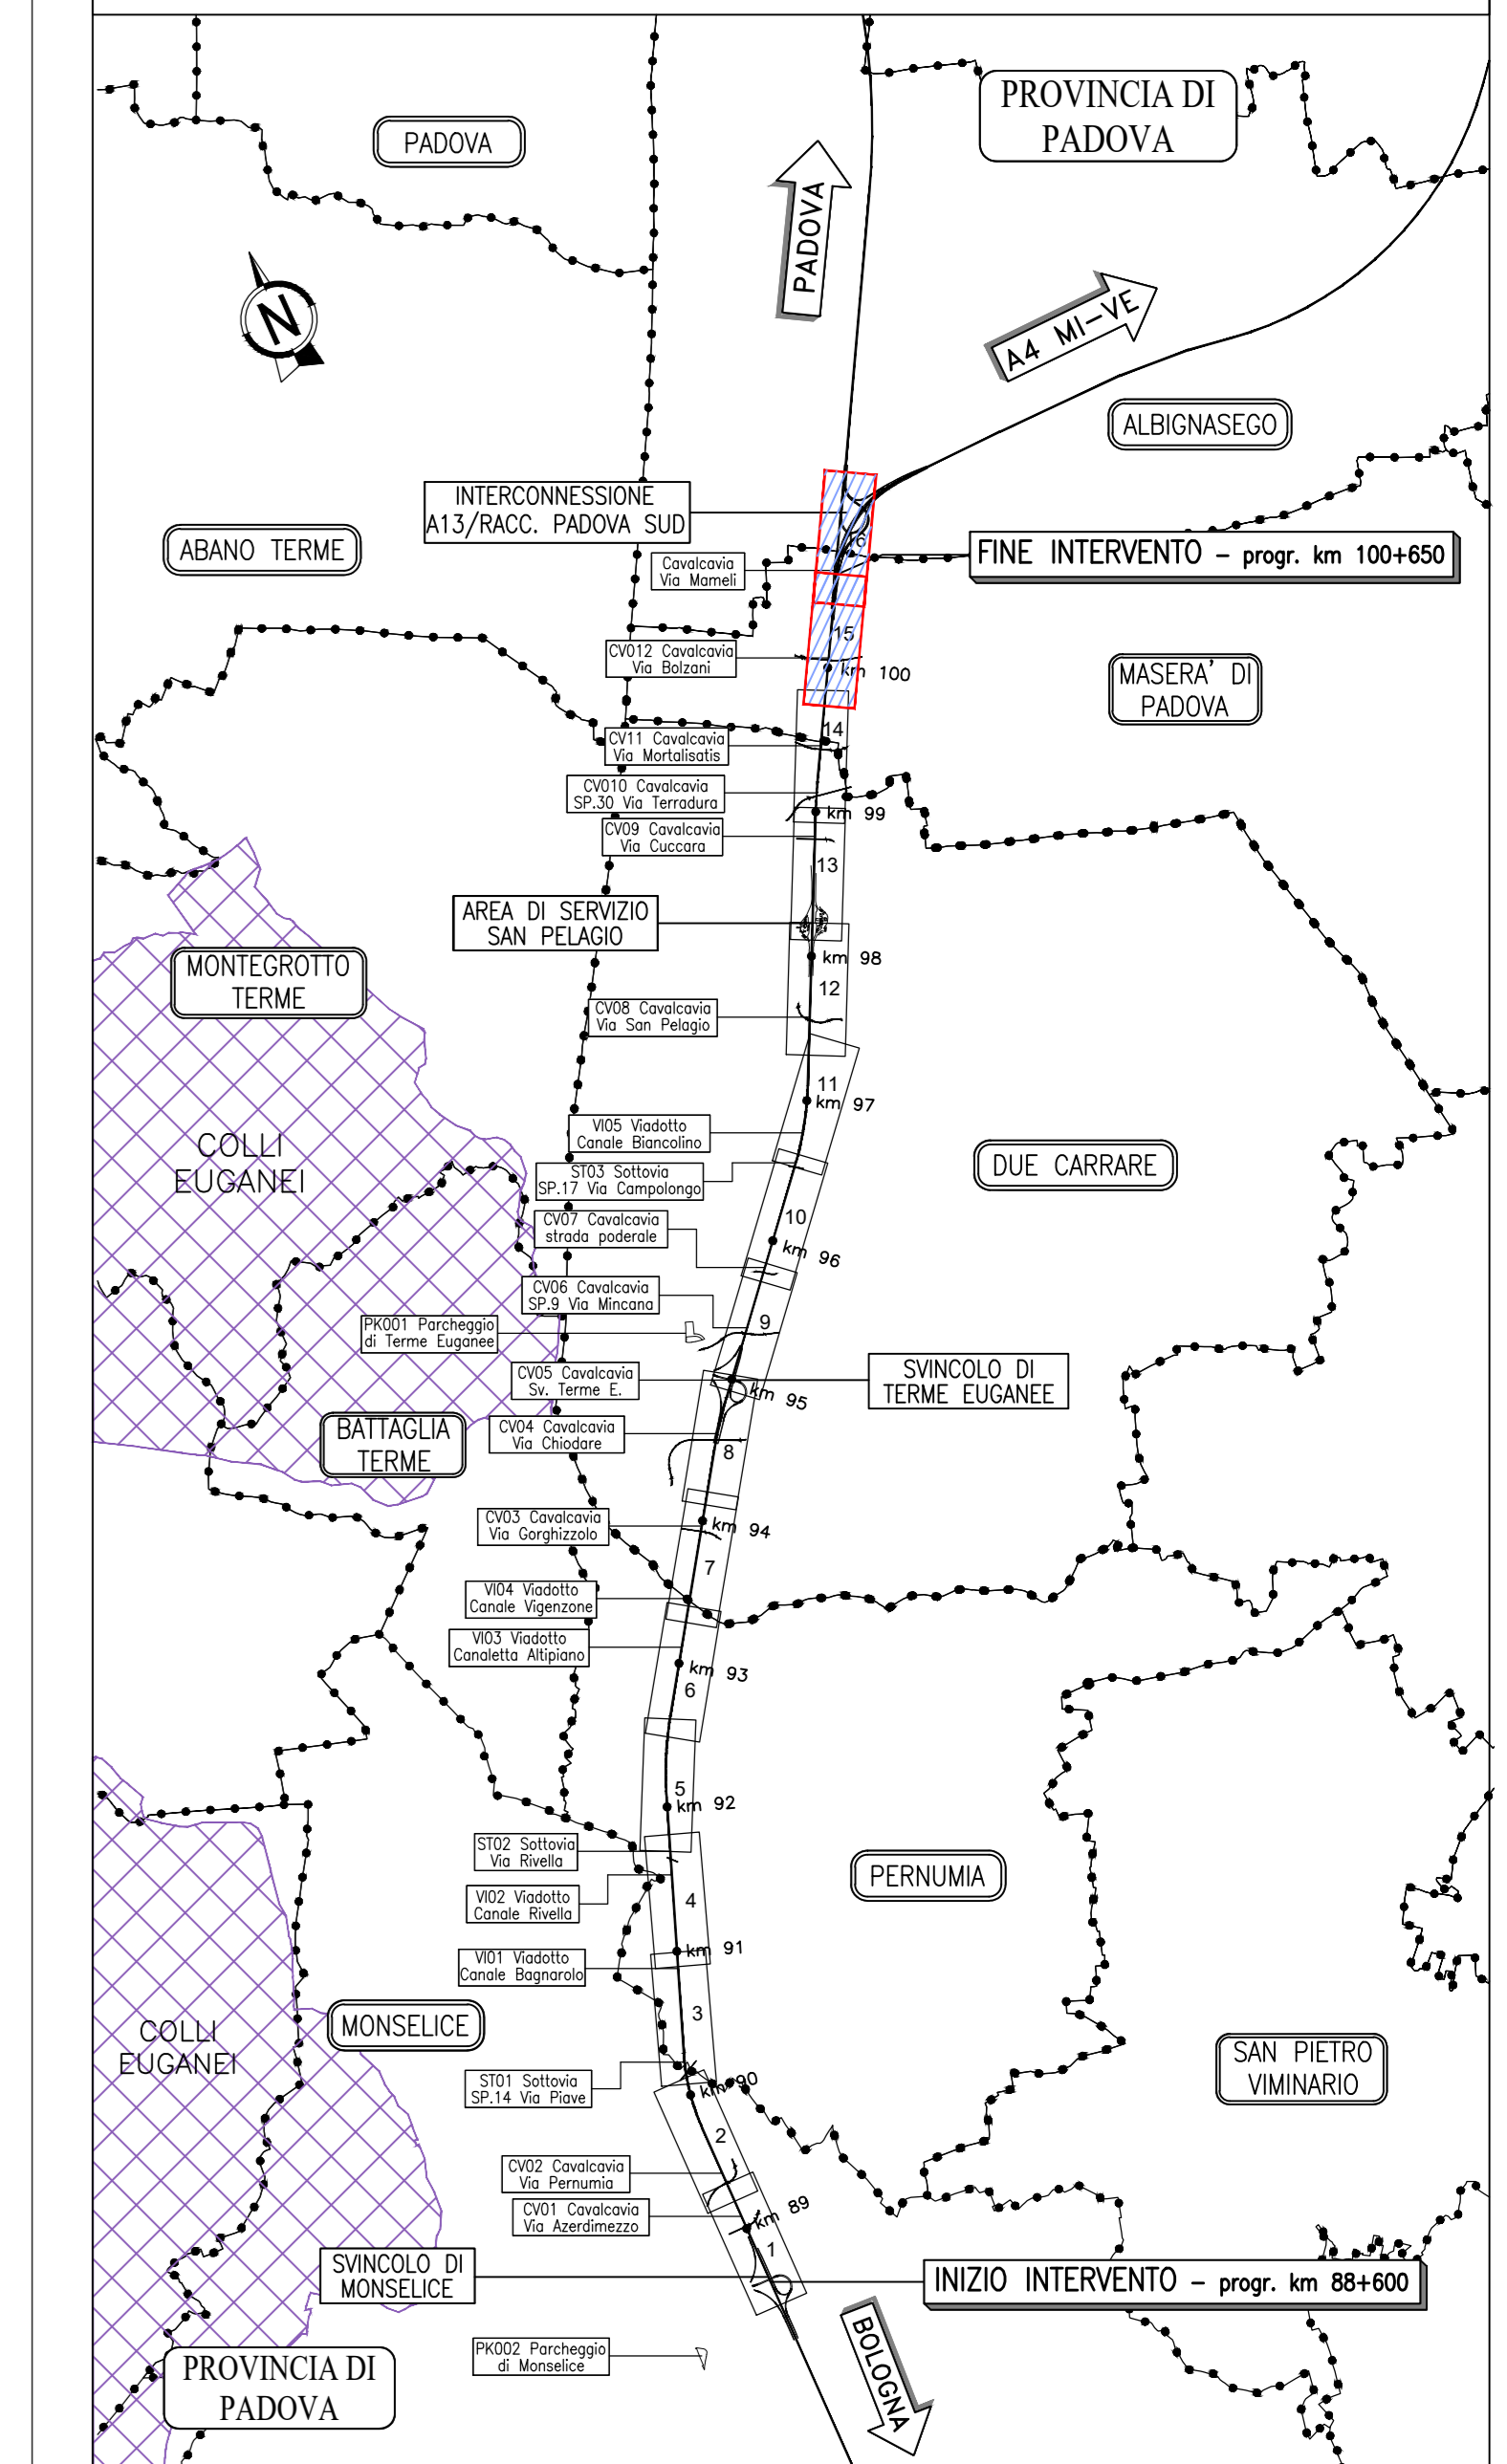 PROVINCIA DI
PADOVA
PADOVA
PADOVA
N
A4 MI-VE
ALBIGNASEGO
INTERCONNESSIONE
A13/RACC. PADOVA SUD
ABANO TERME
16
FINE INTERVENTO - progr. km 100+650
Cavalcavia
Via Mameli
15
CV012 Cavalcavia
Via Bolzani
km 100
MASERA' DI
PADOVA
14
CV11 Cavalcavia
Via Mortalisatis
CV010 Cavalcavia
SP.30 Via Terradura
km 99
CV09 Cavalcavia
Via Cuccara
13
AREA DI SERVIZIO
SAN PELAGIO
km 98
MONTEGROTTO
TERME
12
CV08 Cavalcavia
Via San Pelagio
11
km 97
VI05 Viadotto
Canale Biancolino
COLLI
EUGANEI
DUE CARRARE
ST03 Sottovia
SP.17 Via Campolongo
10
CV07 Cavalcavia
strada poderale
km 96
CV06 Cavalcavia
SP.9 Via Mincana
9
PK001 Parcheggio
di Terme Euganee
CV05 Cavalcavia
Sv. Terme E.
SVINCOLO DI
TERME EUGANEE
km 95
BATTAGLIA
TERME
CV04 Cavalcavia
Via Chiodare
8
CV03 Cavalcavia
Via Gorghizzolo
km 94
7
VI04 Viadotto
Canale Vigenzone
VI03 Viadotto
Canaletta Altipiano
km 93
6
5
km 92
ST02 Sottovia
Via Rivella
PERNUMIA
VI02 Viadotto
Canale Rivella
4
km 91
VI01 Viadotto
Canale Bagnarolo
3
MONSELICE
COLLI
EUGANEI
SAN PIETRO
VIMINARIO
ST01 Sottovia
SP.14 Via Piave
km 90
2
CV02 Cavalcavia
Via Pernumia
CV01 Cavalcavia
Via Azerdimezzo
km 89
1
SVINCOLO DI
MONSELICE
INIZIO INTERVENTO - progr. km 88+600
PK002 Parcheggio
di Monselice
BOLOGNA
PROVINCIA DI
PADOVA